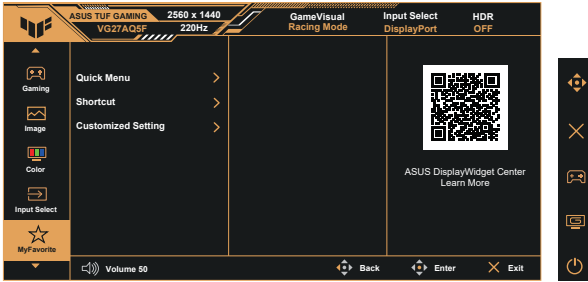 ASUS TUF GAMING 2560 x 1440
VG27AQ5F 220Hz
GameVisual
Racing Mode
Input Select
DisplayPort
HDR
OFF
Gaming
Image
Color
Input Select
MyFavorite
Quick Menu
Shortcut
Customized Setting
ASUS DisplayWidget Center
Learn More
Volume 50
Back
Enter
Exit